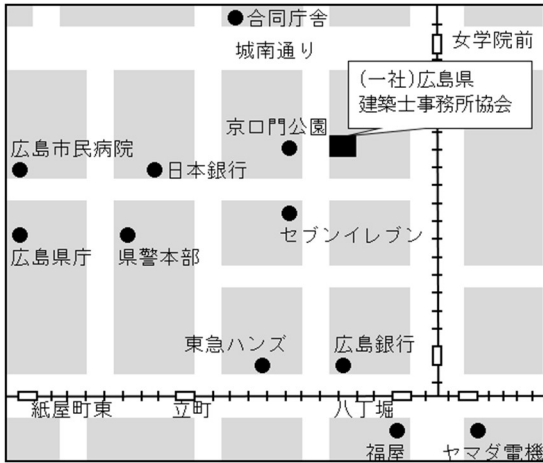 合同庁舎
城南通り
女学院前
(一社)広島県
建築士事務所協会
京口門公園
広島市民病院
日本銀行
セブンイレブン
広島県庁
県警本部
東急ハンズ
広島銀行
紙屋町東
立町
八丁堀
福屋
ヤマダ電機